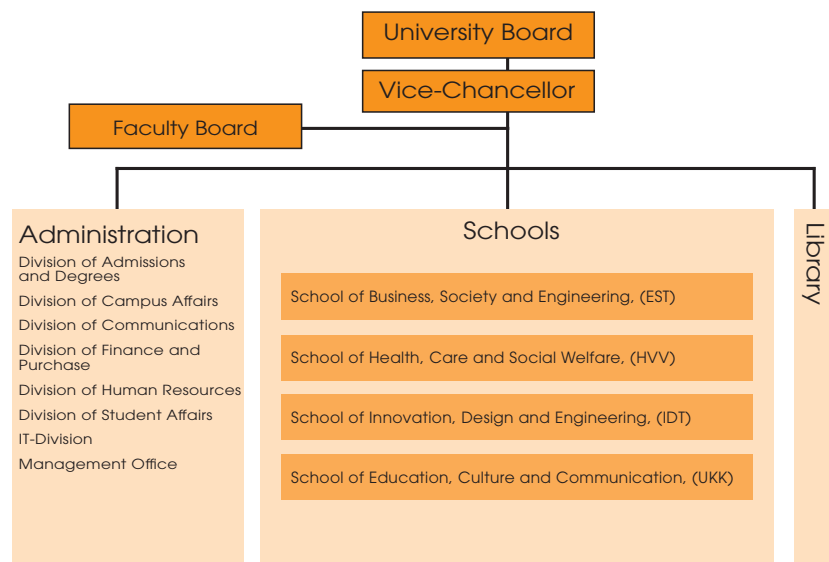 University Board
Vice-Chancellor
Faculty Board
Administration
Division of Admissions
and Degrees
Division of Campus Affairs
Division of Communications
Division of Finance and
Purchase
Division of Human Resources
Division of Student Affairs
IT-Division
Management Office
Schools
School of Business, Society and Engineering, (EST)
School of Health, Care and Social Welfare, (HVV)
School of Innovation, Design and Engineering, (IDT)
School of Education, Culture and Communication, (UKK)
Library